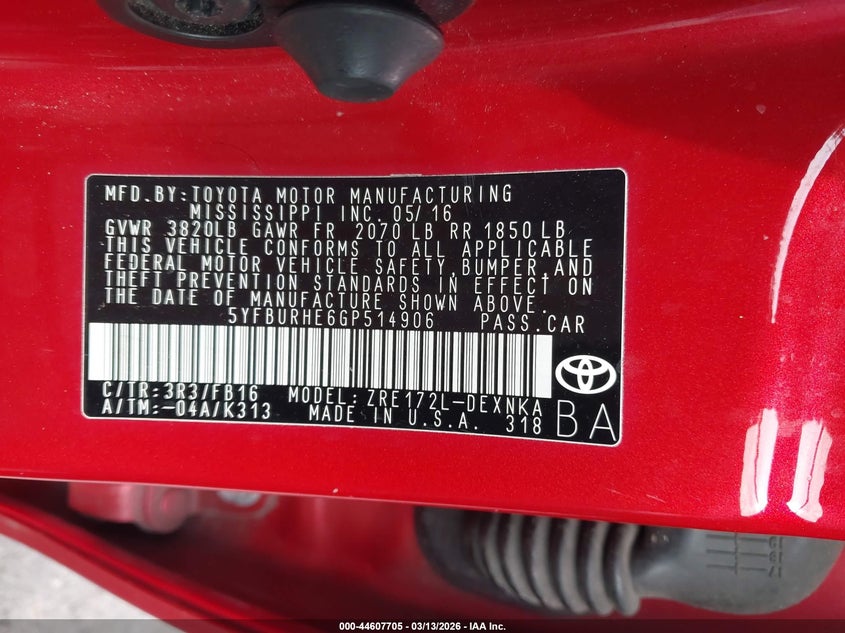 MFD.BY:TOYOTA MOTOR MANUFACTURING
MISSISSIPPI INC. 05/16
GVWR 3820LB GAWR FR 2070 LB RR 1850 LB
THIS VEHICLE CONFORMS TO ALL APPLICABLE
FEDERAL MOTOR VEHICLE SAFETY,BUMPER,AND
THEFT PREVENTION STANDARDS IN EFFECT ON
THE DATE OF MANUFACTURE SHOWN ABOVE.
5YFBURHE6GP514906 PASS.CAR
C/TR:3R3/FB16 MODEL:ZRE172L-DEXNKA
A/TM:-04A/K313 MADE IN U.S.A. 318
BA
000-44607705 | 03/13/2026 | IAA Inc.